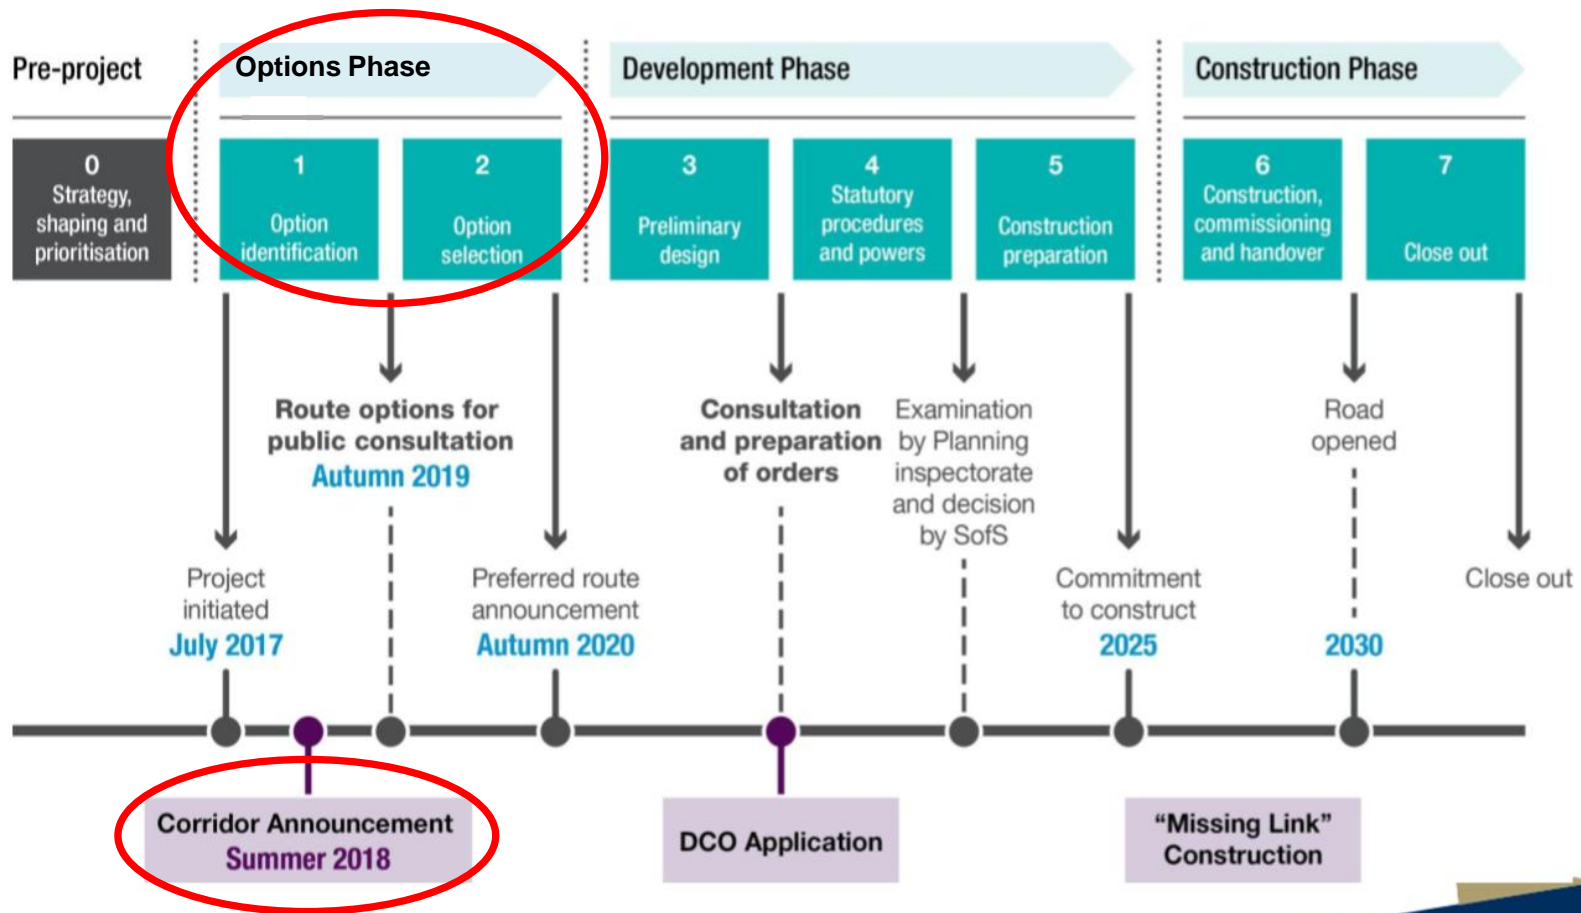 Pre-project
Options Phase
Development Phase
Construction Phase
0
Strategy,
shaping and
prioritisation
1
Option
identification
2
Option
selection
3
Preliminary
design
4
Statutory
procedures
and powers
5
Construction
preparation
6
Construction,
commissioning
and handover
7
Close out
Route options for
public consultation
Autumn 2019
Consultation
and preparation
of orders
Examination
by Planning
inspectorate
and decision
by SofS
Road
opened
Project
initiated
July 2017
Preferred route
announcement
Autumn 2020
Commitment
to construct
2025
2030
Close out
Corridor Announcement
Summer 2018
DCO Application
“Missing Link”
Construction